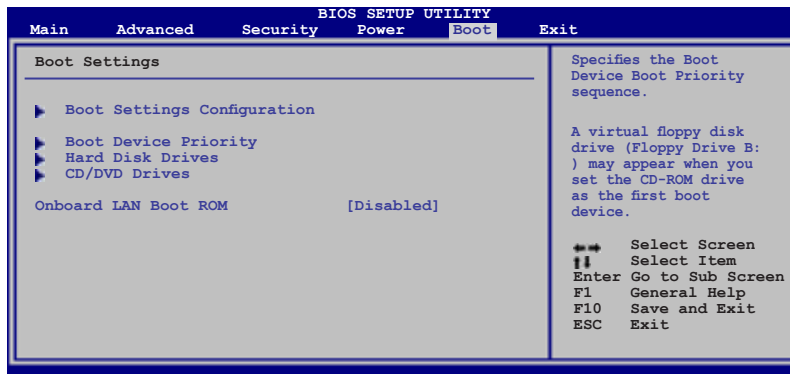 BIOS SETUP UTILITY
Main Advanced Security Power Boot Exit
Boot Settings
Boot Settings Configuration
Boot Device Priority
Hard Disk Drives
CD/DVD Drives
Onboard LAN Boot ROM [Disabled]
Specifies the Boot
Device Boot Priority
sequence.
A virtual floppy disk
drive (Floppy Drive B:
) may appear when you
set the CD-ROM drive
as the first boot
device.
Select Screen
Select Item
Enter Go to Sub Screen
F1 General Help
F10 Save and Exit
ESC Exit